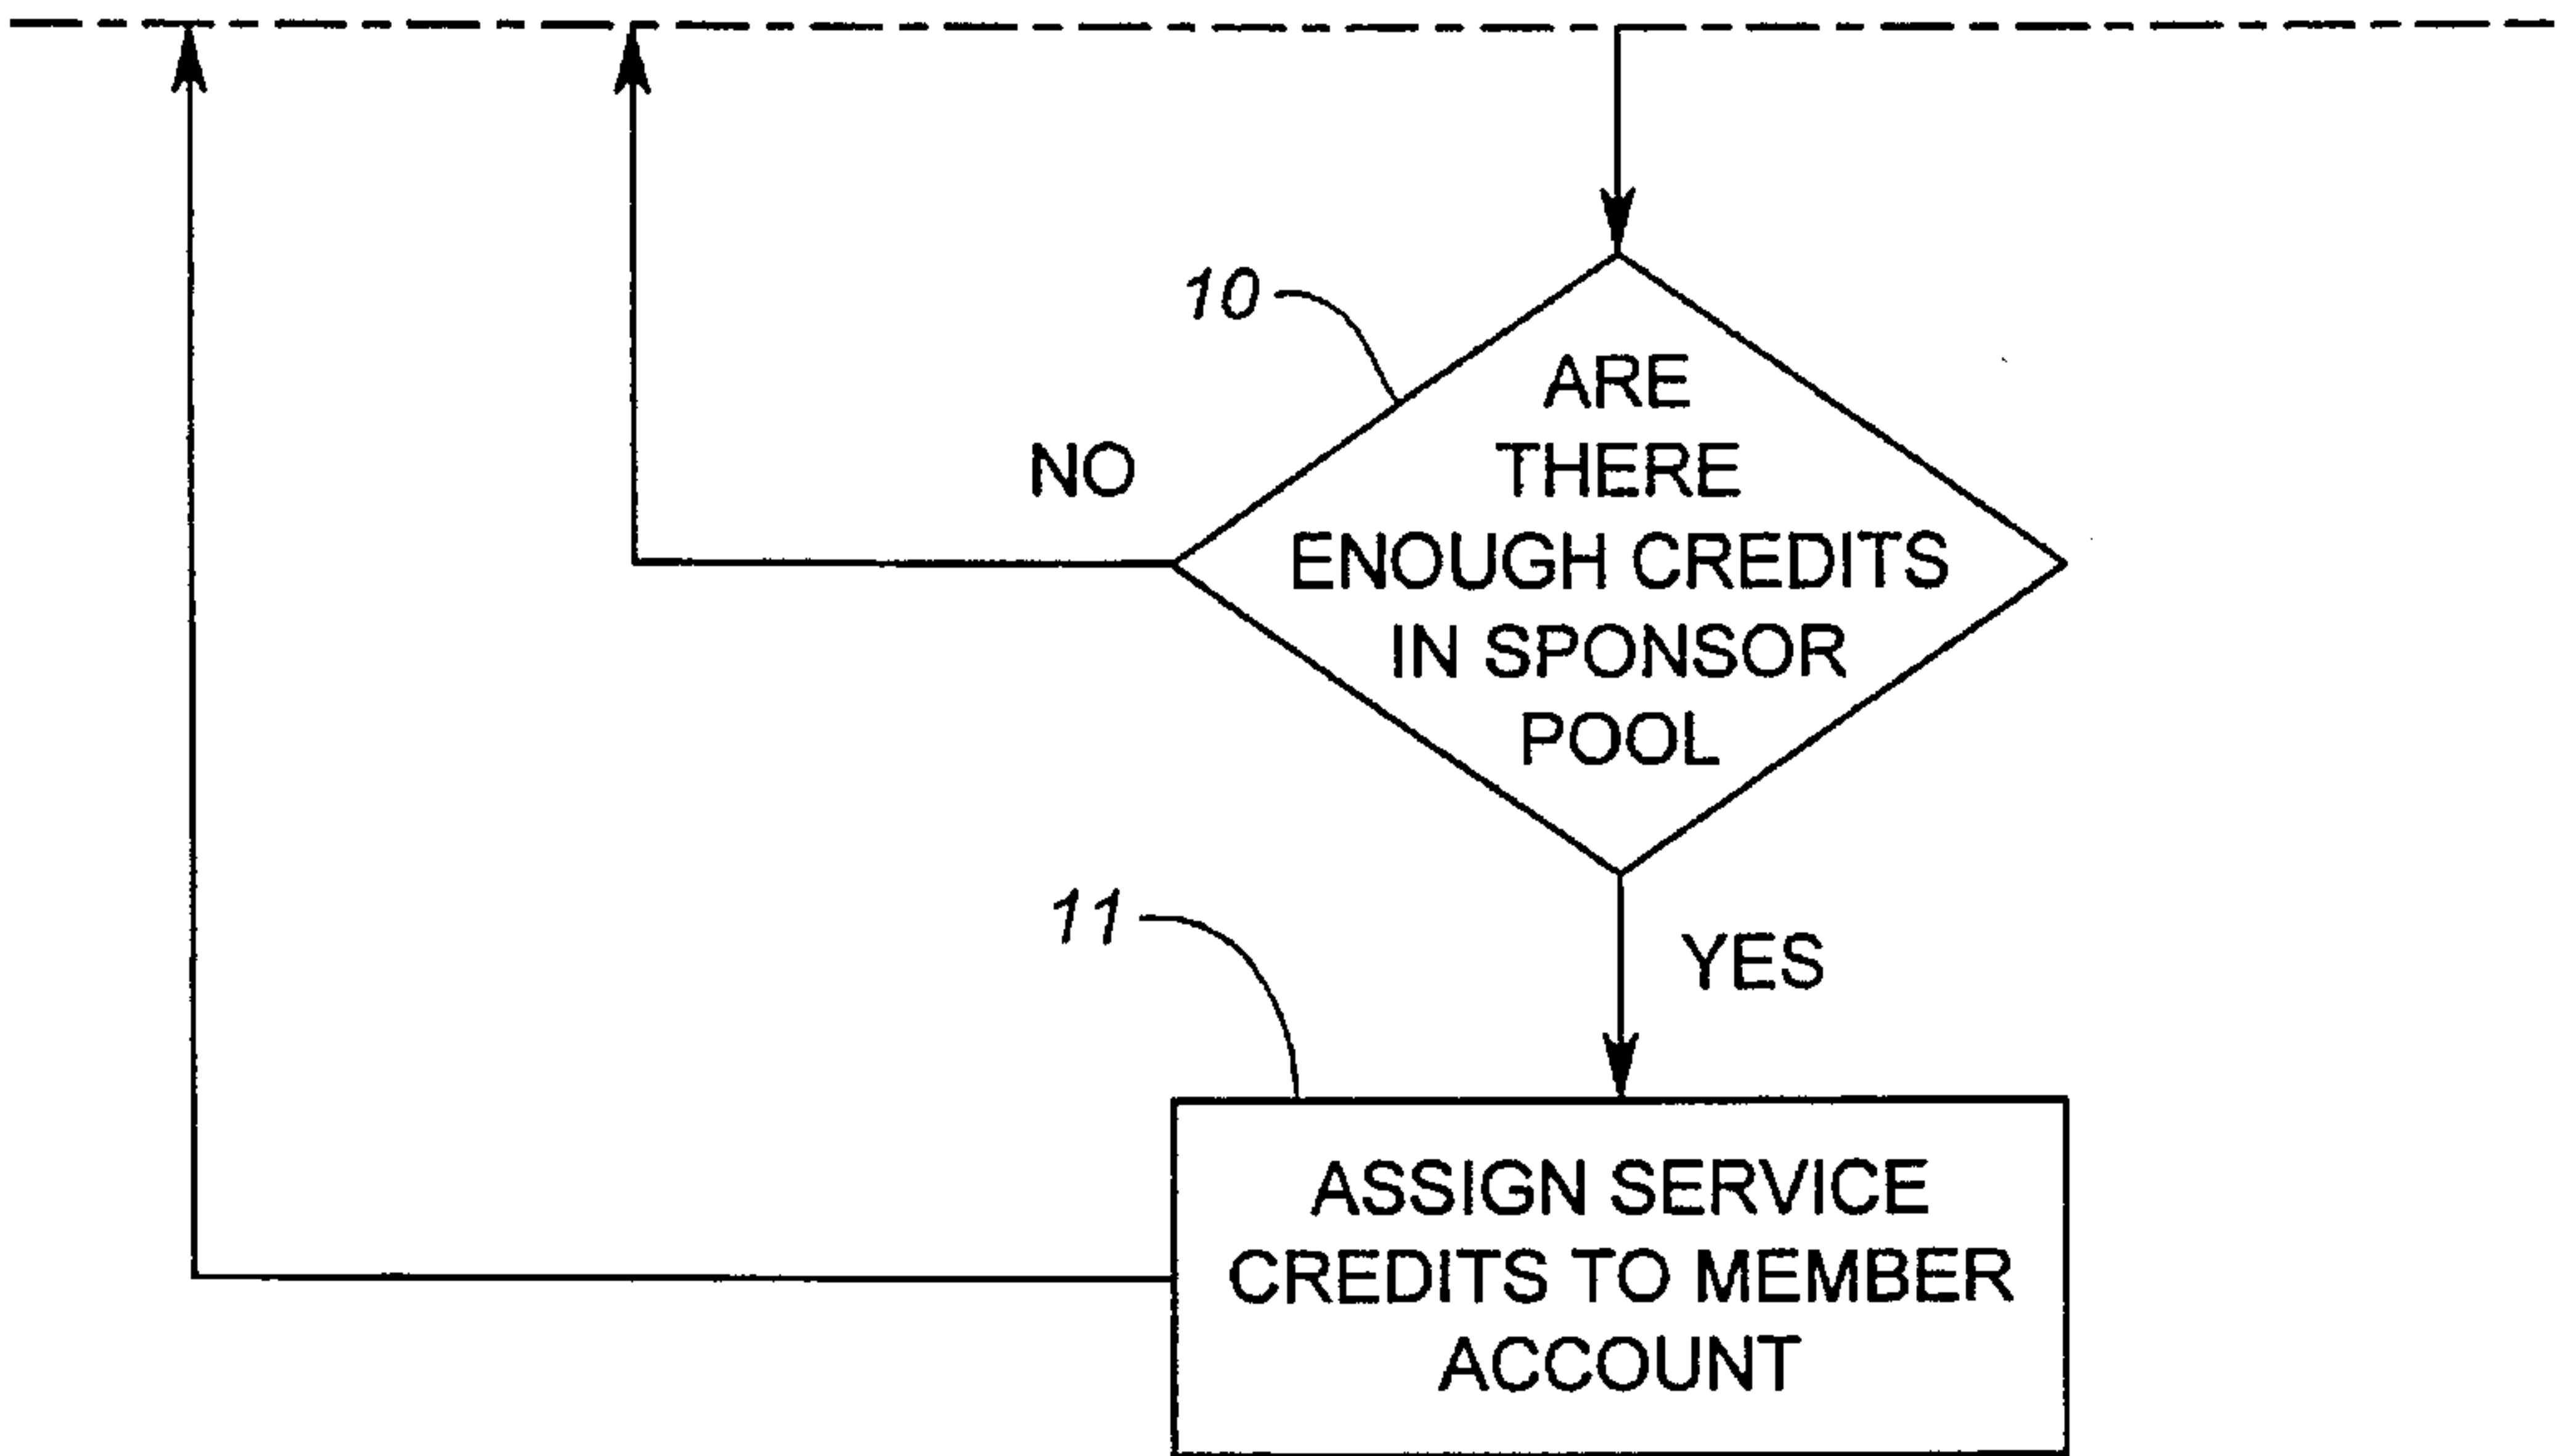 10
ARE
THERE
ENOUGH CREDITS
IN SPONSOR
POOL
NO
YES
11
ASSIGN SERVICE
CREDITS TO MEMBER
ACCOUNT